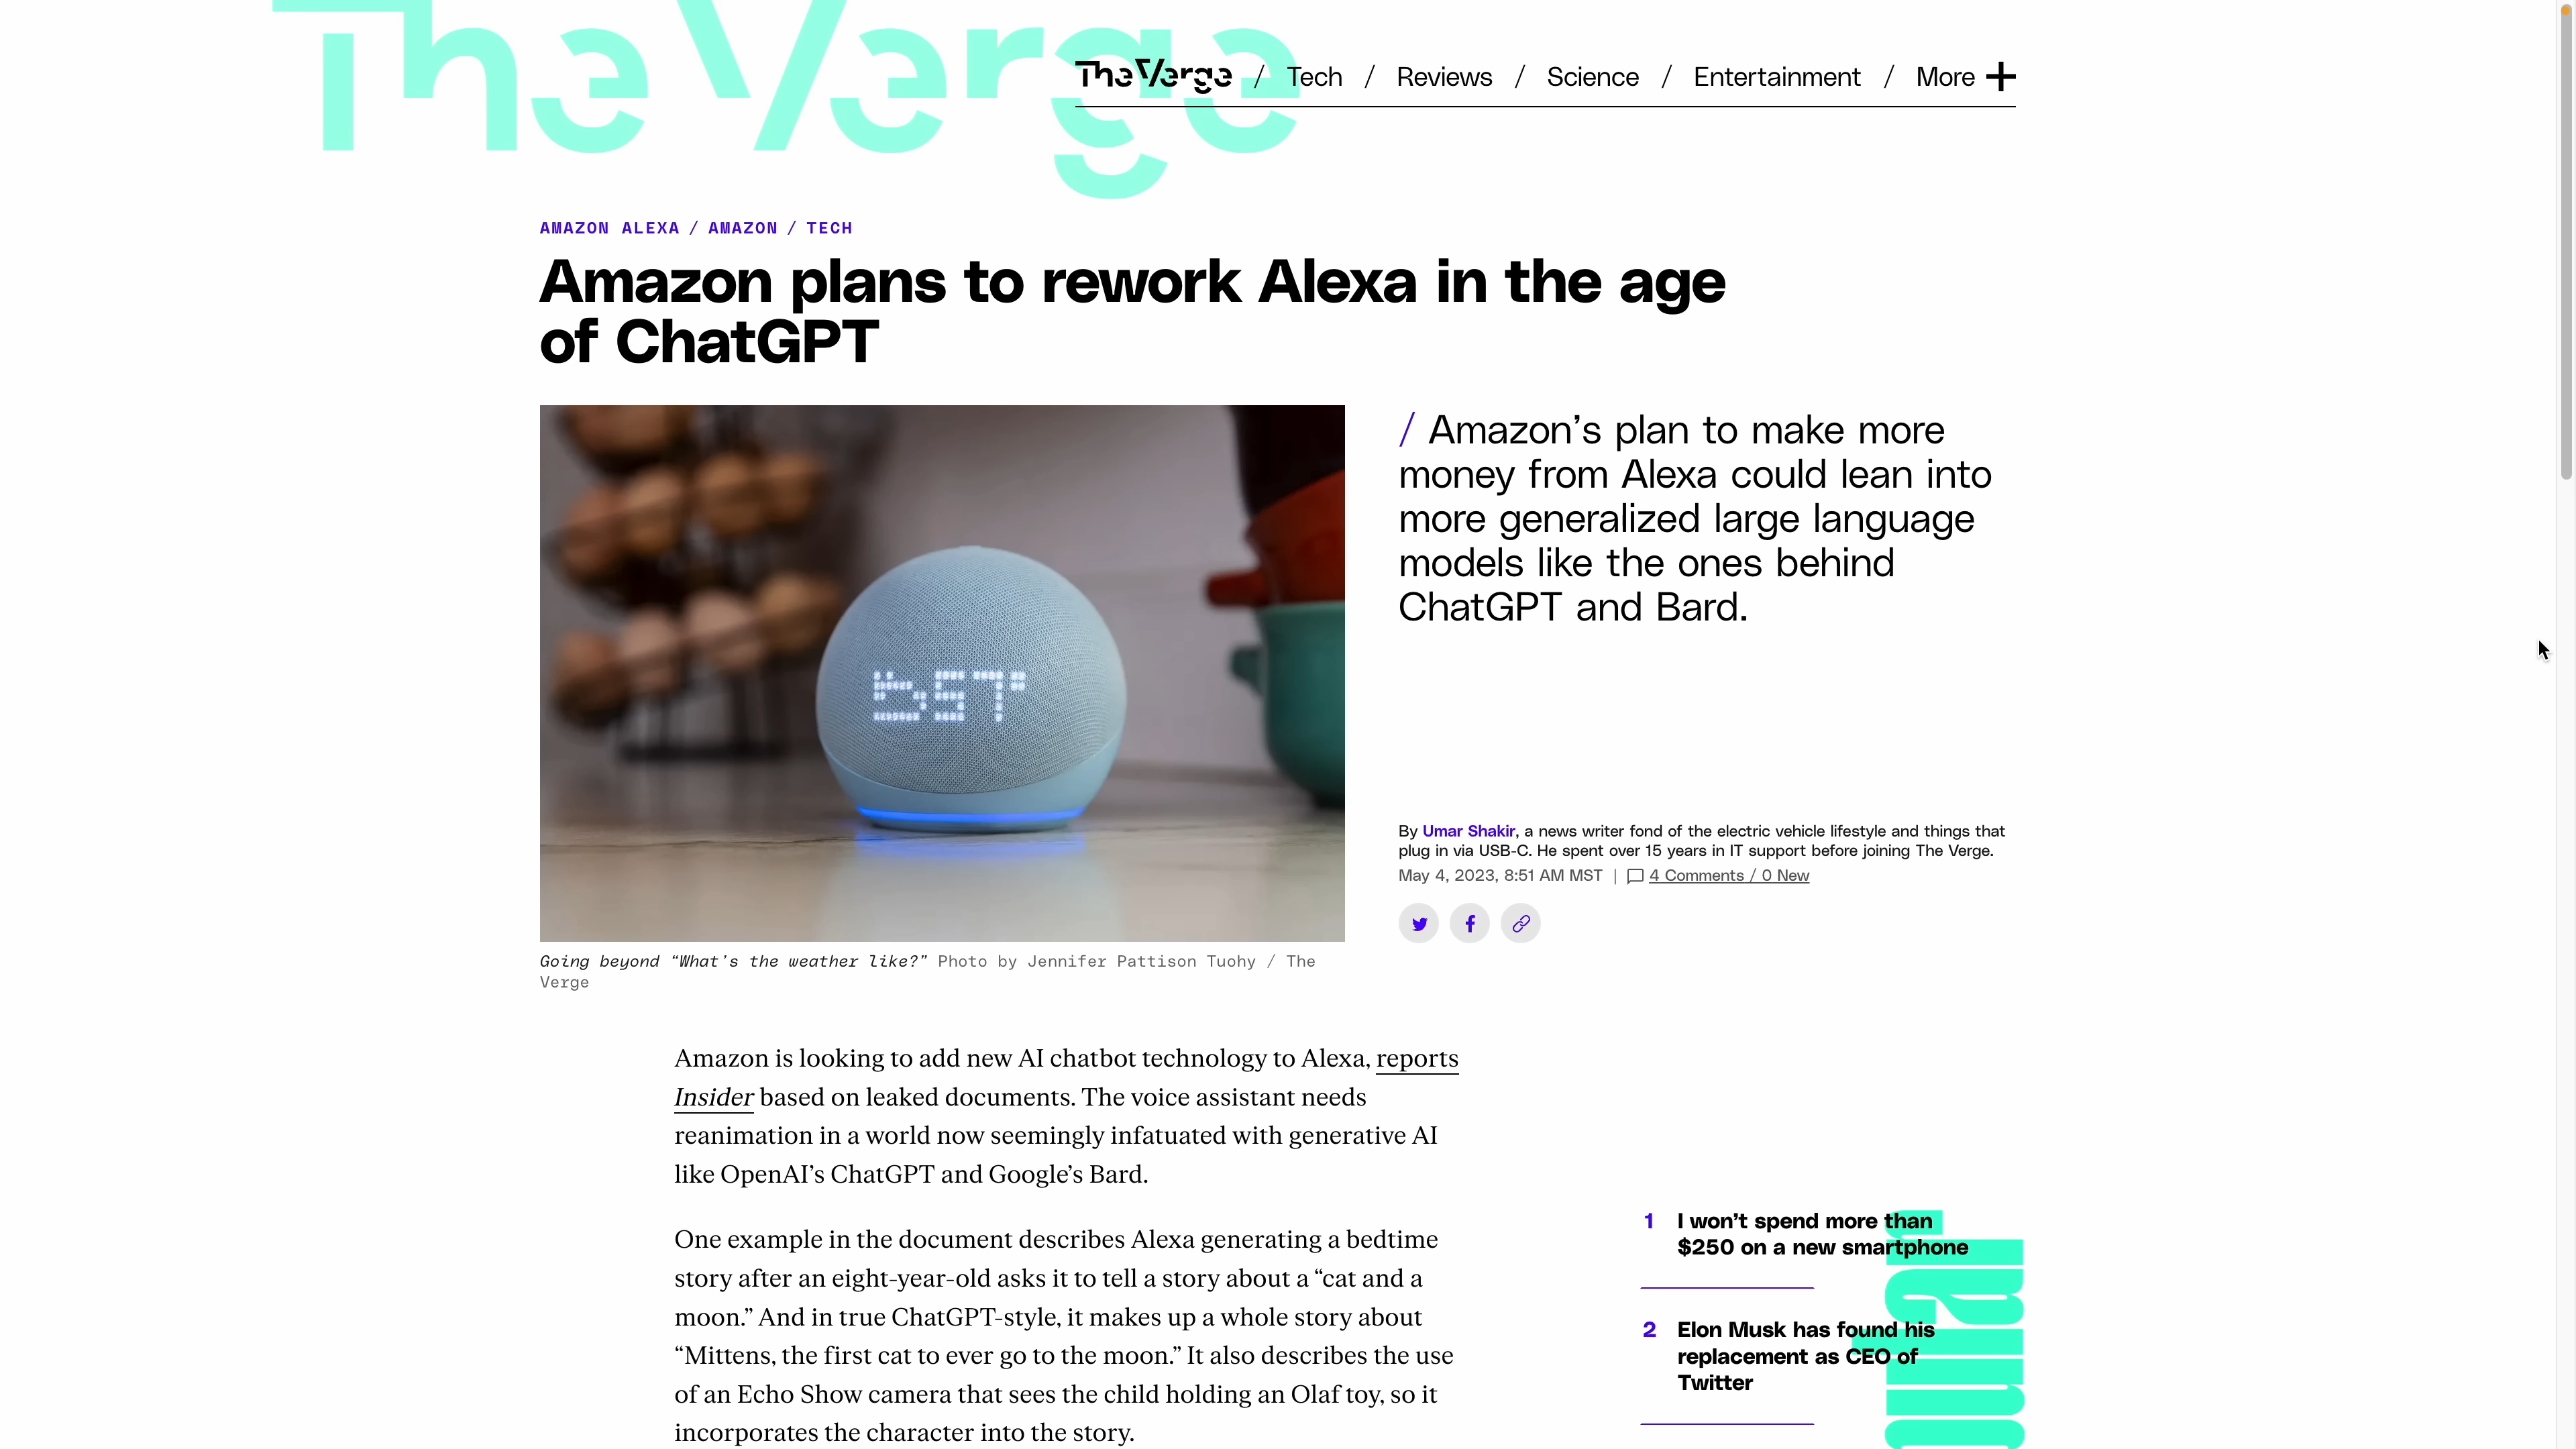 The Verge
The Verge / Tech / Reviews / Science / Entertainment / More +
AMAZON ALEXA / AMAZON / TECH
Amazon plans to rework Alexa in the age
of ChatGPT
57°
/ Amazon’s plan to make more
money from Alexa could lean into
more generalized large language
models like the ones behind
ChatGPT and Bard.
By Umar Shakir, a news writer fond of the electric vehicle lifestyle and things that
plug in via USB-C. He spent over 15 years in IT support before joining The Verge.
May 4, 2023, 8:51 AM MST | 4 Comments / 0 New
Going beyond “What’s the weather like?” Photo by Jennifer Pattison Tuohy / The
Verge
Amazon is looking to add new AI chatbot technology to Alexa, reports
Insider based on leaked documents. The voice assistant needs
reanimation in a world now seemingly infatuated with generative AI
like OpenAI’s ChatGPT and Google’s Bard.
One example in the document describes Alexa generating a bedtime
story after an eight-year-old asks it to tell a story about a “cat and a
moon.” And in true ChatGPT-style, it makes up a whole story about
“Mittens, the first cat to ever go to the moon.” It also describes the use
of an Echo Show camera that sees the child holding an Olaf toy, so it
incorporates the character into the story.
1 I won’t spend more than
$250 on a new smartphone
2 Elon Musk has found his
replacement as CEO of
Twitter